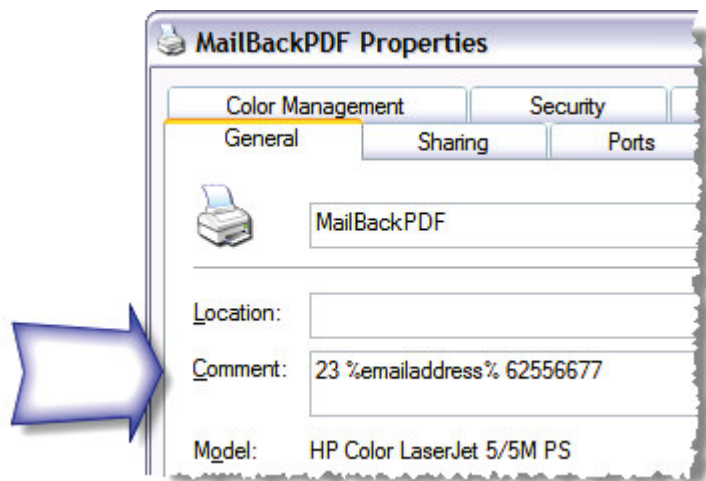 MailBackPDF Properties
Color Management Security
General Sharing Ports
MailBackPDF
Location:
Comment: 23 %emailaddress% 62556677
Model: HP Color LaserJet 5/5M PS